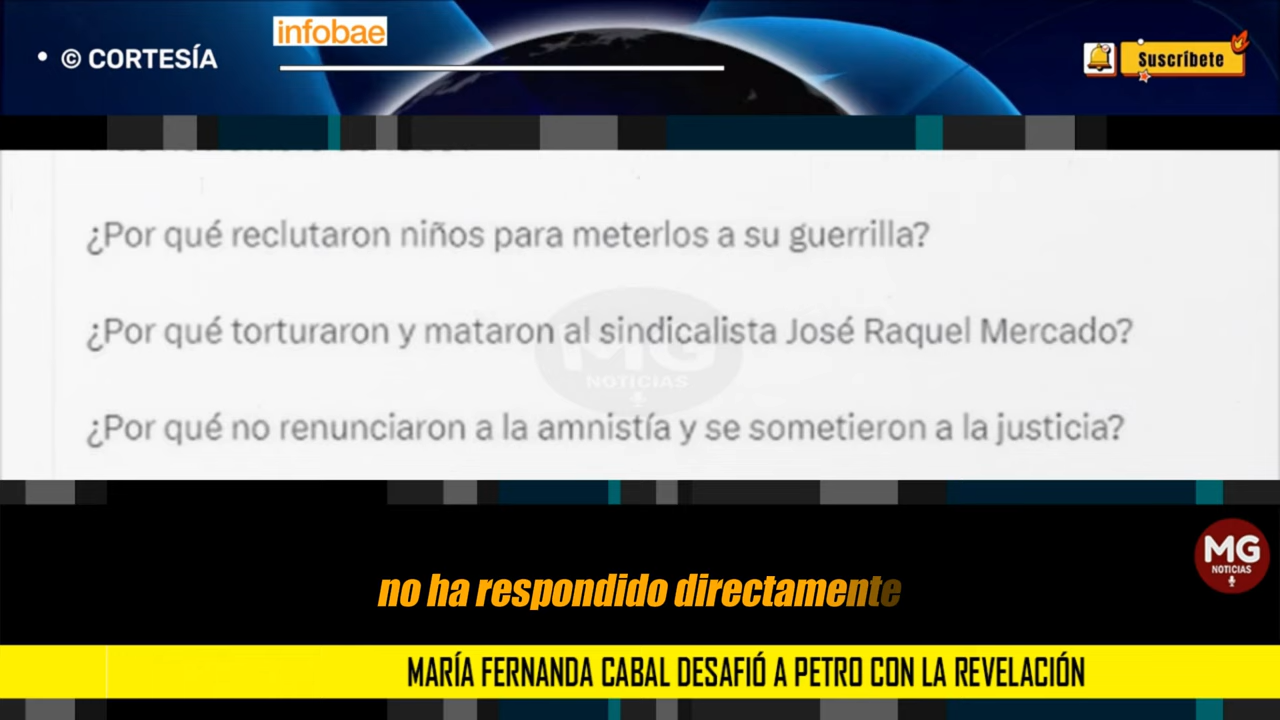 infobae
• © CORTESÍA
Suscríbete
¿Por qué reclutaron niños para meterlos a su guerrilla?
¿Por qué torturaron y mataron al sindicalista José Raquel Mercado?
MG
NOTICIAS
¿Por qué no renunciaron a la amnistía y se sometieron a la justicia?
MG
NOTICIAS
no ha respondido directamente
MARÍA FERNANDA CABAL DESAFIÓ A PETRO CON LA REVELACIÓN